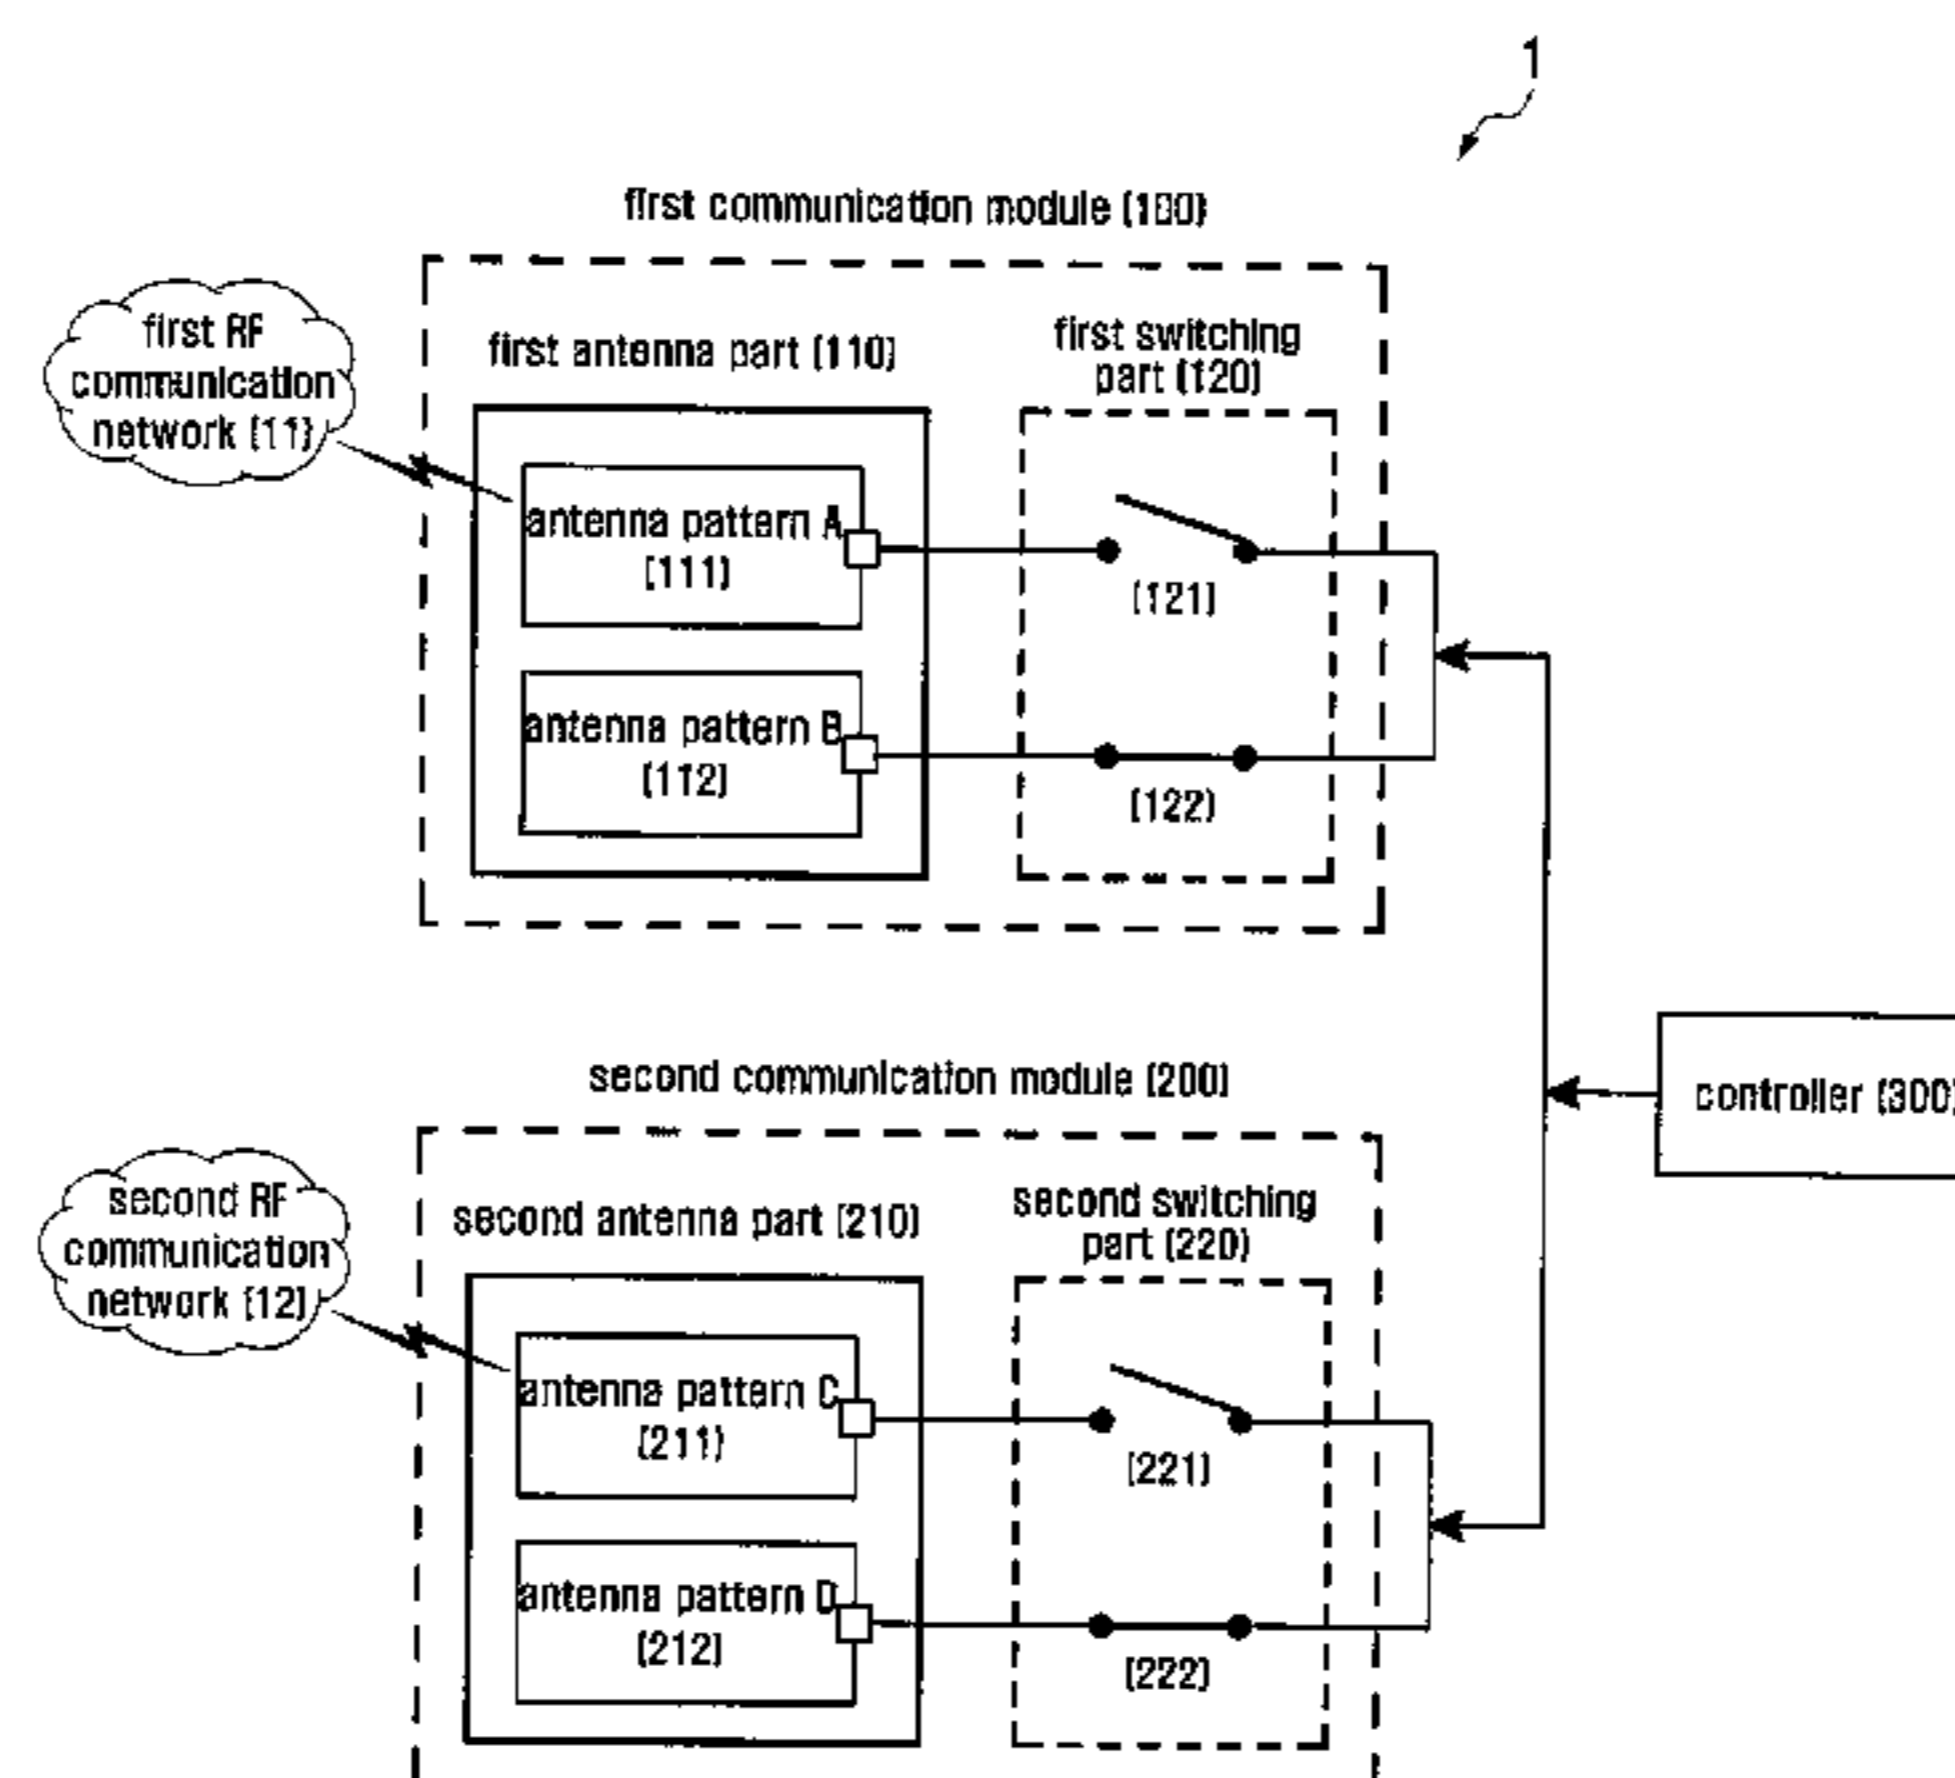 1
first communication module (100)
first RF
communication
network (11)
first antenna part (110)
first switching
part (120)
antenna pattern A
(111)
(121)
antenna pattern B
(112)
(122)
controller (300)
second communication module (200)
second RF
communication
network (12)
second antenna part (210)
second switching
part (220)
antenna pattern C
(211)
(221)
antenna pattern D
(212)
(222)